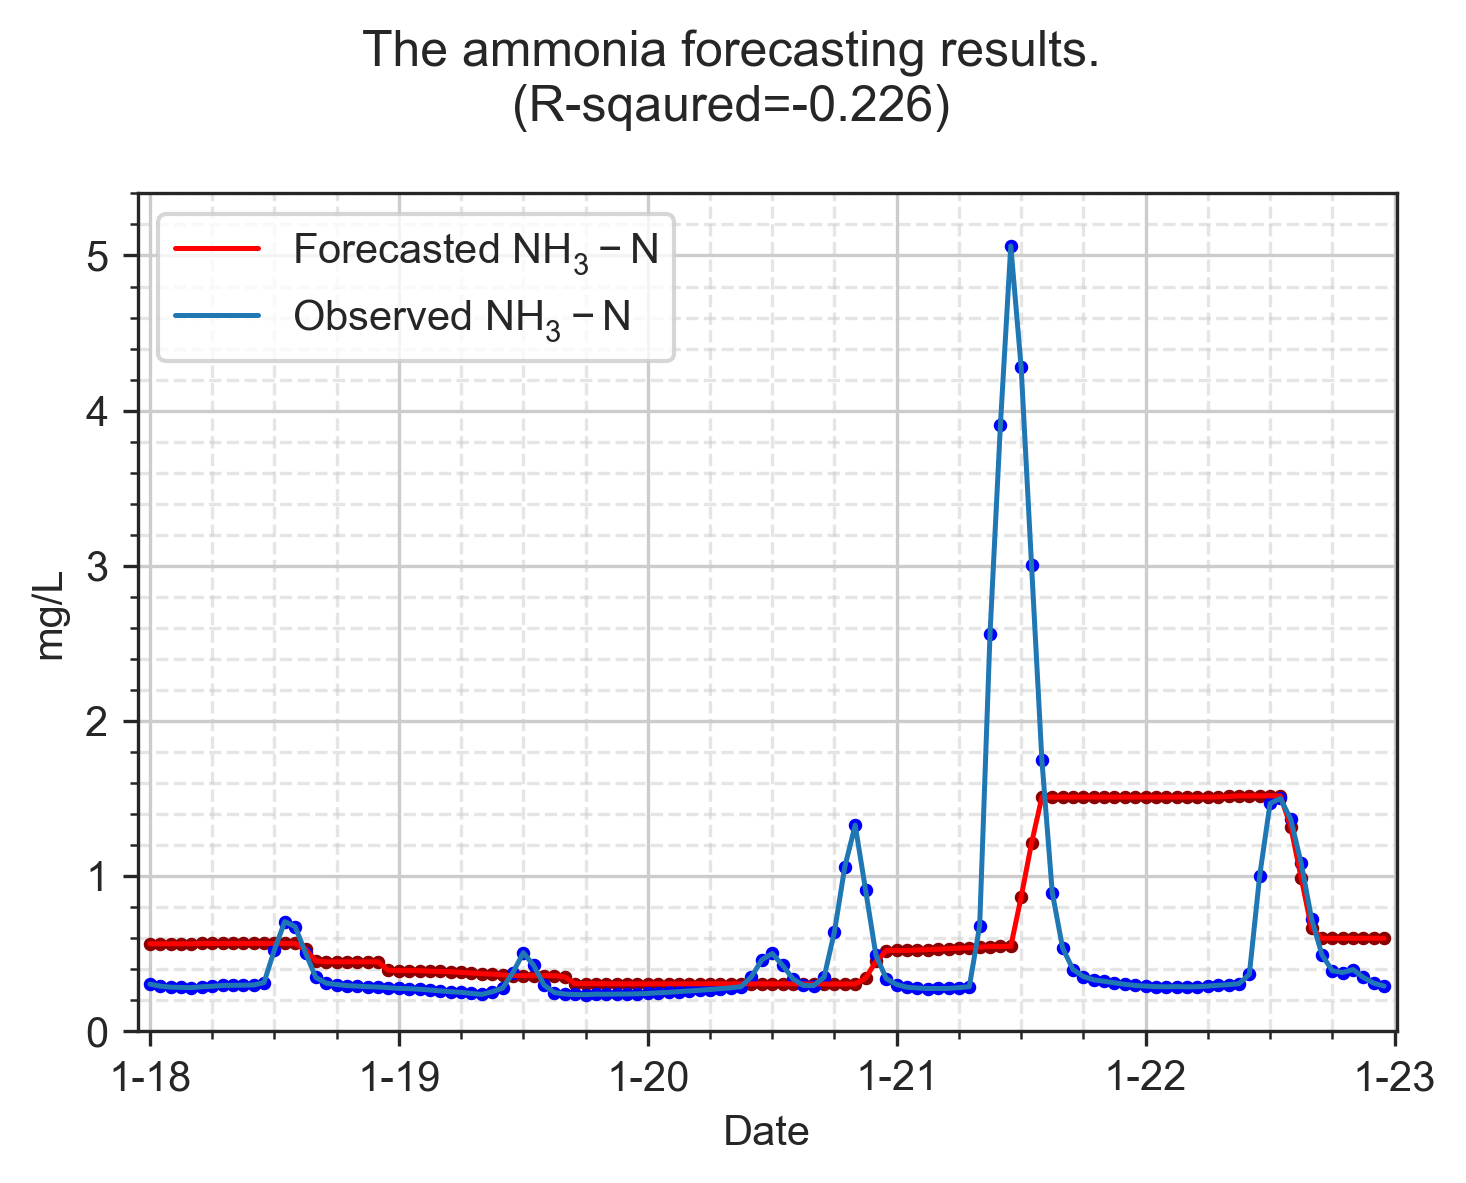 The ammonia forecasting results.
(R-sqaured=-0.226)
Forecasted NH₃ − N
Observed NH₃ − N
5
4
3
2
1
0
mg/L
1-18 1-19 1-20 1-21 1-22 1-23
Date